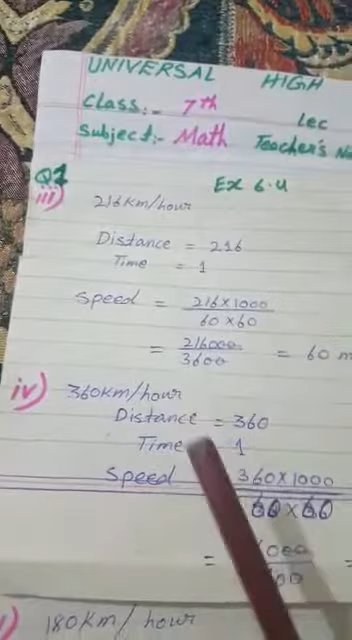 UNIVERSAL HIGH
Class:- 7th Lec
Subject:- Math Teacher's
Q1 Ex 6.4
iii) 216km/hour
Distance = 216
Time = 1
Speed = 216×1000 / 60×60
= 216000 / 3600 = 60 m
iv) 360km/hour
Distance = 360
Time 1
Speed 360×1000 / 60×60
=
180km/hour